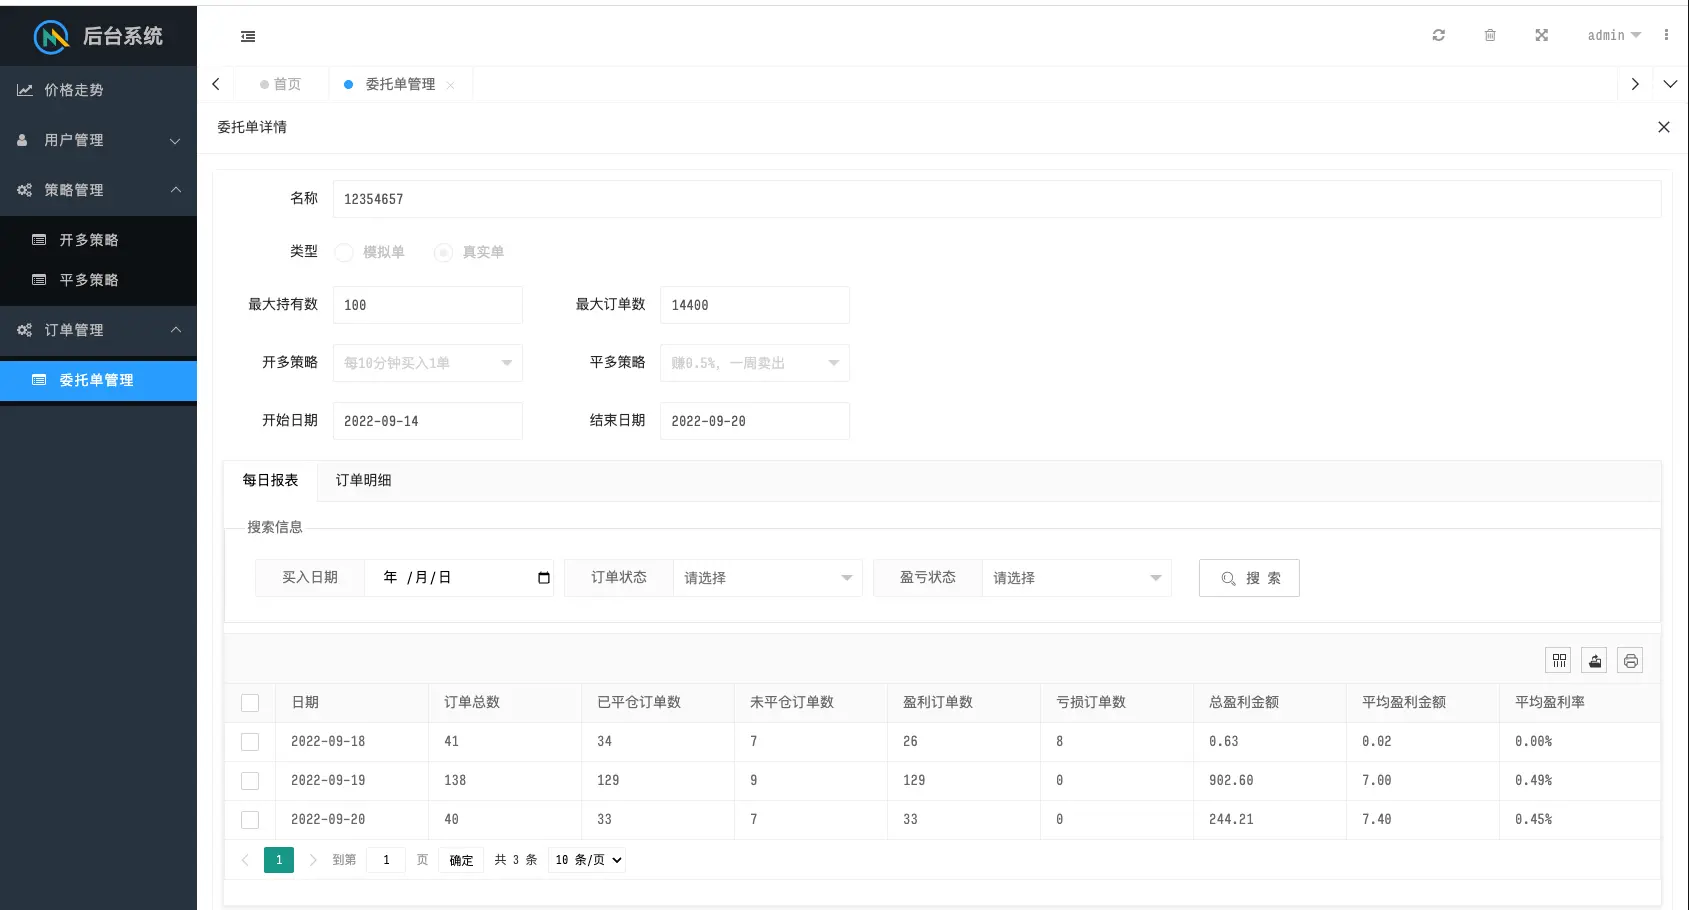 后台系统
admin
价格走势
用户管理
策略管理
开多策略
平多策略
订单管理
委托单管理
首页 委托单管理
委托单详情
名称 12354657
类型 模拟单 真实单
最大持有数 100 最大订单数 14400
开多策略 每10分钟买入1单 平多策略 赚0.5%, 一周卖出
开始日期 2022-09-14 结束日期 2022-09-20
每日报表 订单明细
搜索信息
买入日期 年 /月/日 订单状态 请选择 盈亏状态 请选择 搜 索
日期 订单总数 已平仓订单数 未平仓订单数 盈利订单数 亏损订单数 总盈利金额 平均盈利金额 平均盈利率
2022-09-18 41 34 7 26 8 0.63 0.02 0.00%
2022-09-19 138 129 9 129 0 902.60 7.00 0.49%
2022-09-20 40 33 7 33 0 244.21 7.40 0.45%
1 到第 1 页 确定 共 3 条 10 条/页